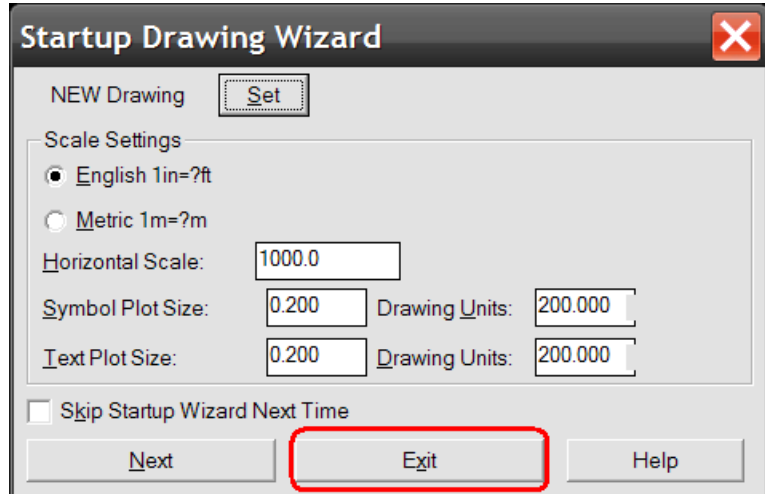 Startup Drawing Wizard
NEW Drawing Set
Scale Settings
English 1in=?ft
Metric 1m=?m
Horizontal Scale: 1000.0
Symbol Plot Size: 0.200 Drawing Units: 200.000
Text Plot Size: 0.200 Drawing Units: 200.000
Skip Startup Wizard Next Time
Next Exit Help